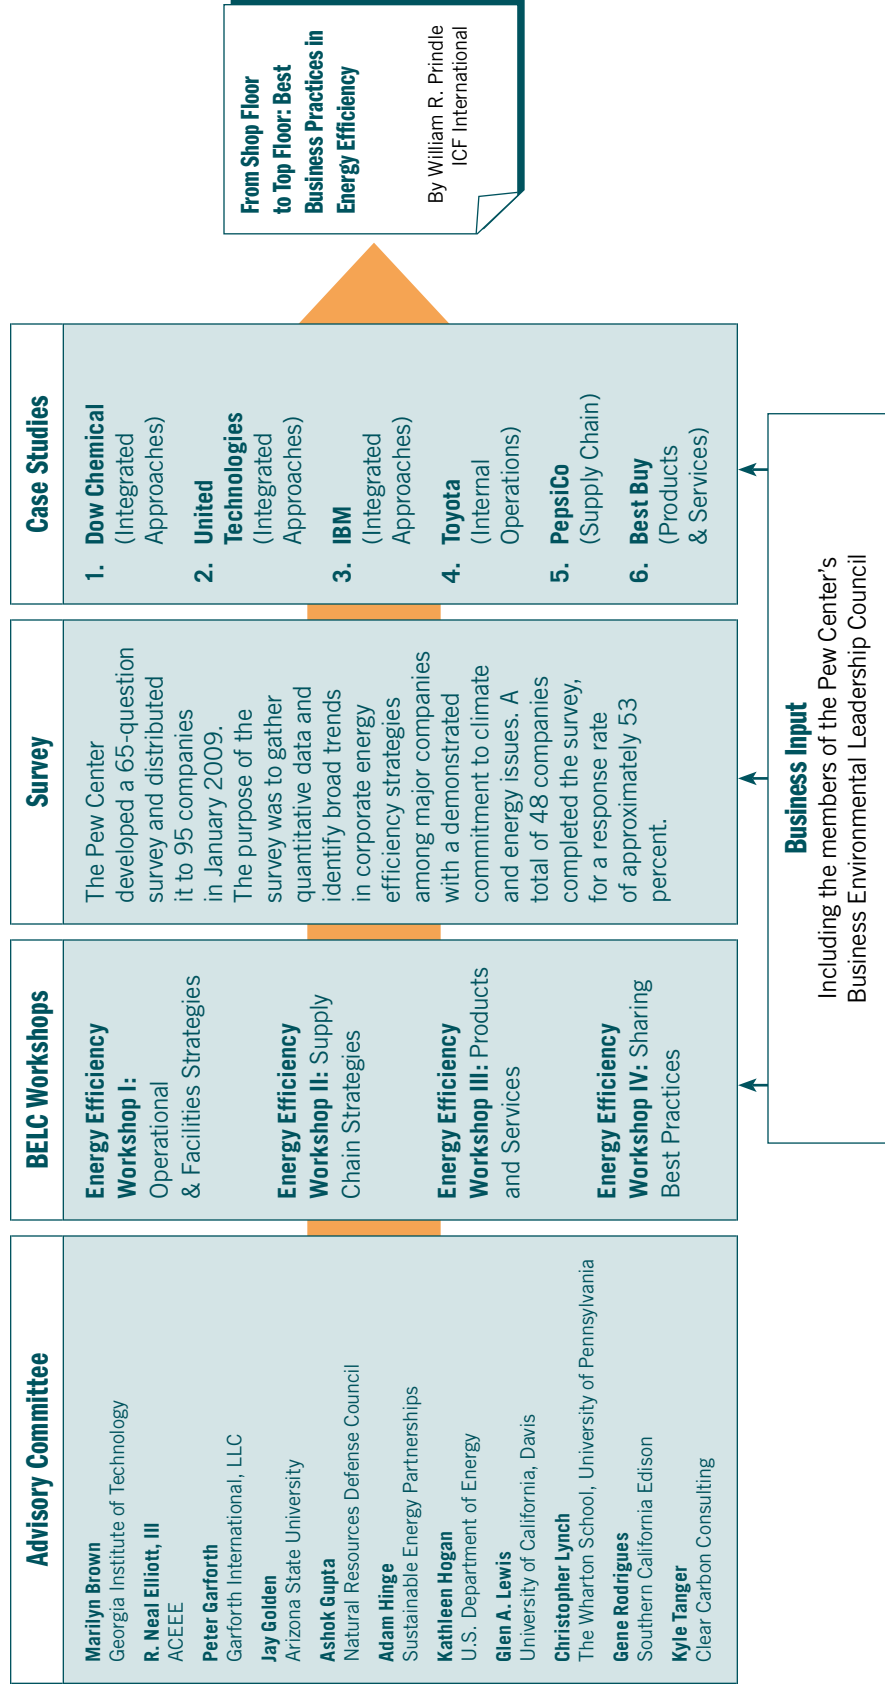 Advisory Committee
Marilyn Brown
Georgia Institute of Technology
R. Neal Elliott, III
ACEEE
Peter Garforth
Garforth International, LLC
Jay Golden
Arizona State University
Ashok Gupta
Natural Resources Defense Council
Adam Hinge
Sustainable Energy Partnerships
Kathleen Hogan
U.S. Department of Energy
Glen A. Lewis
University of California, Davis
Christopher Lynch
The Wharton School, University of Pennsylvania
Gene Rodrigues
Southern California Edison
Kyle Tanger
Clear Carbon Consulting
BELC Workshops
Energy Efficiency
Workshop I:
Operational
& Facilities Strategies
Energy Efficiency
Workshop II: Supply
Chain Strategies
Energy Efficiency
Workshop III: Products
and Services
Energy Efficiency
Workshop IV: Sharing
Best Practices
Survey
The Pew Center
developed a 65-question
survey and distributed
it to 95 companies
in January 2009.
The purpose of the
survey was to gather
quantitative data and
identify broad trends
in corporate energy
efficiency strategies
among major companies
with a demonstrated
commitment to climate
and energy issues. A
total of 48 companies
completed the survey,
for a response rate
of approximately 53
percent.
Case Studies
1. Dow Chemical
(Integrated
Approaches)
2. United
Technologies
(Integrated
Approaches)
3. IBM
(Integrated
Approaches)
4. Toyota
(Internal
Operations)
5. PepsiCo
(Supply Chain)
6. Best Buy
(Products
& Services)
From Shop Floor
to Top Floor: Best
Business Practices in
Energy Efficiency
By William R. Prindle
ICF International
Business Input
Including the members of the Pew Center's
Business Environmental Leadership Council